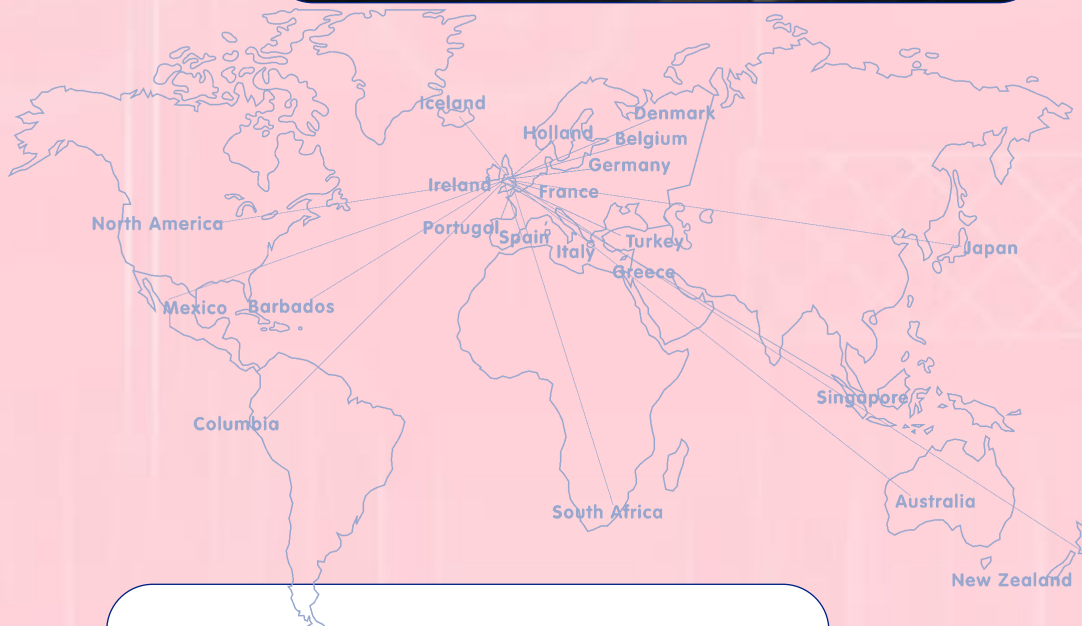 Iceland
Denmark
Holland
Belgium
Germany
Ireland
France
North America
Portugal
Spain
Turkey
Italy
Japan
Greece
Mexico
Barbados
Singapore
Columbia
Australia
South Africa
New Zealand